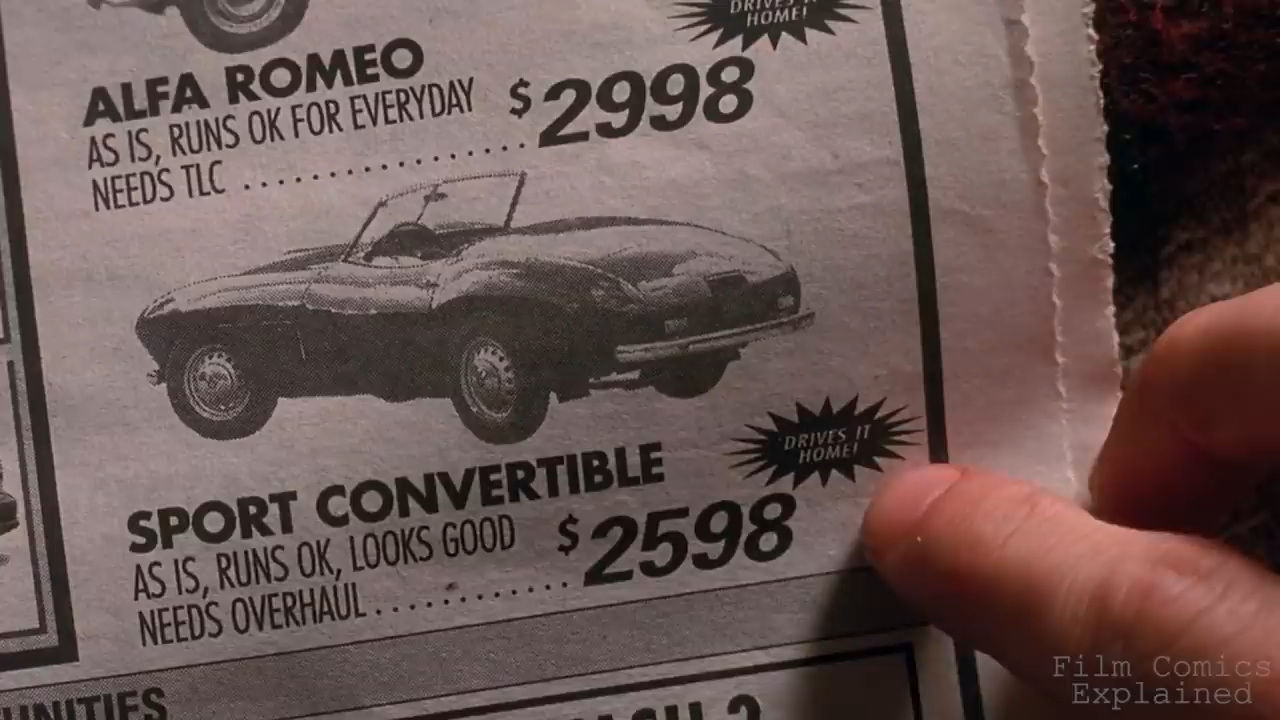 DRIVES IT
HOME!
ALFA ROMEO
AS IS, RUNS OK FOR EVERYDAY $2998
NEEDS TLC ....................
DRIVES IT
HOME!
SPORT CONVERTIBLE
AS IS, RUNS OK, LOOKS GOOD $2598
NEEDS OVERHAUL ..............
UNITIES
Film Comics
Explained